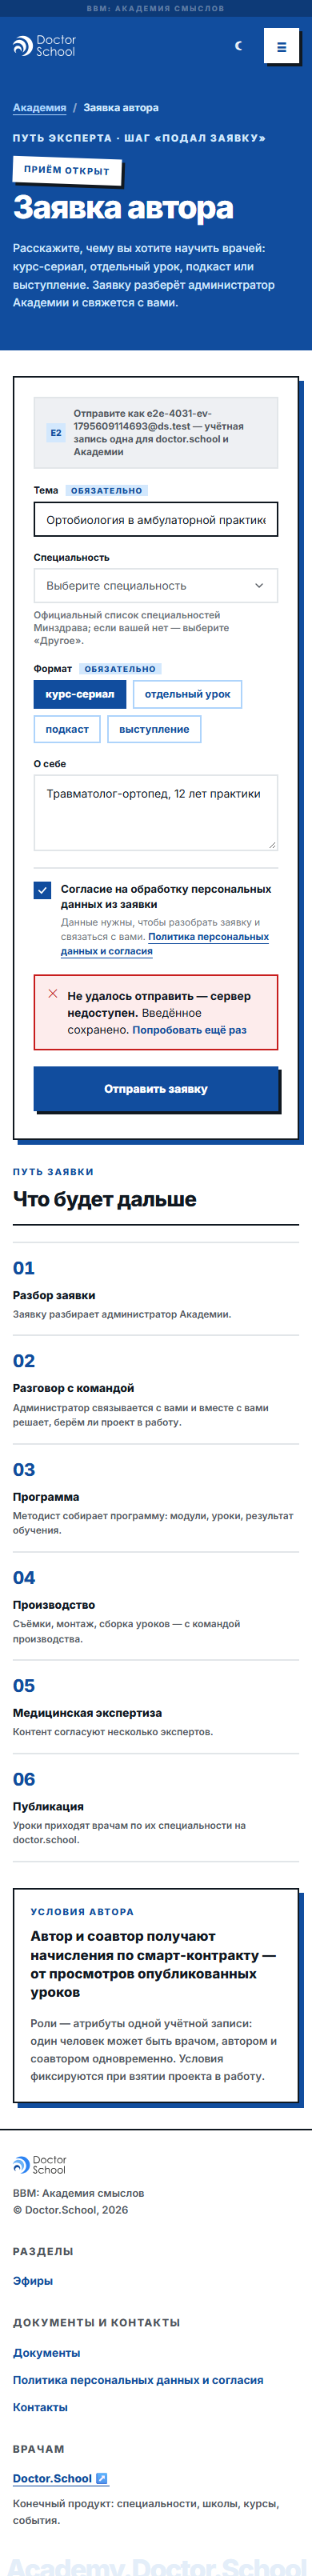 ВВМ: АКАДЕМИЯ СМЫСЛОВ
Doctor
School
Академия / Заявка автора
ПУТЬ ЭКСПЕРТА · ШАГ «ПОДАЛ ЗАЯВКУ»
ПРИЁМ ОТКРЫТ
Заявка автора
Расскажите, чему вы хотите научить врачей:
курс-сериал, отдельный урок, подкаст или
выступление. Заявку разберёт администратор
Академии и свяжется с вами.
E2
Отправите как e2e-4031-ev-
1795609114693@ds.test — учётная
запись одна для doctor.school и
Академии
Тема ОБЯЗАТЕЛЬНО
Ортобиология в амбулаторной практике
Специальность
Выберите специальность
Официальный список специальностей
Минздрава; если вашей нет — выберите
«Другое».
Формат ОБЯЗАТЕЛЬНО
курс-сериал отдельный урок
подкаст выступление
О себе
Травматолог-ортопед, 12 лет практики
Согласие на обработку персональных
данных из заявки
Данные нужны, чтобы разобрать заявку и
связаться с вами. Политика персональных
данных и согласия
Не удалось отправить — сервер
недоступен. Введённое
сохранено. Попробовать ещё раз
Отправить заявку
ПУТЬ ЗАЯВКИ
Что будет дальше
01
Разбор заявки
Заявку разбирает администратор Академии.
02
Разговор с командой
Администратор связывается с вами и вместе с вами
решает, берём ли проект в работу.
03
Программа
Методист собирает программу: модули, уроки, результат
обучения.
04
Производство
Съёмки, монтаж, сборка уроков — с командой
производства.
05
Медицинская экспертиза
Контент согласуют несколько экспертов.
06
Публикация
Уроки приходят врачам по их специальности на
doctor.school.
УСЛОВИЯ АВТОРА
Автор и соавтор получают
начисления по смарт-контракту —
от просмотров опубликованных
уроков
Роли — атрибуты одной учётной записи:
один человек может быть врачом, автором и
соавтором одновременно. Условия
фиксируются при взятии проекта в работу.
Doctor
School
ВВМ: Академия смыслов
© Doctor.School, 2026
РАЗДЕЛЫ
Эфиры
ДОКУМЕНТЫ И КОНТАКТЫ
Документы
Политика персональных данных и согласия
Контакты
ВРАЧАМ
Doctor.School ↗
Конечный продукт: специальности, школы, курсы,
события.
Academy.Doctor.School